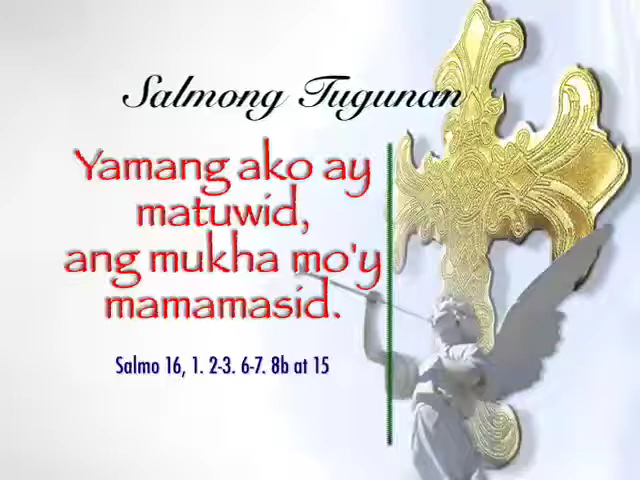 Salmong Tugunan
Yamang ako ay
matuwid,
ang mukha mo'y
mamamasid.
Salmo 16, 1. 2-3. 6-7. 8b at 15